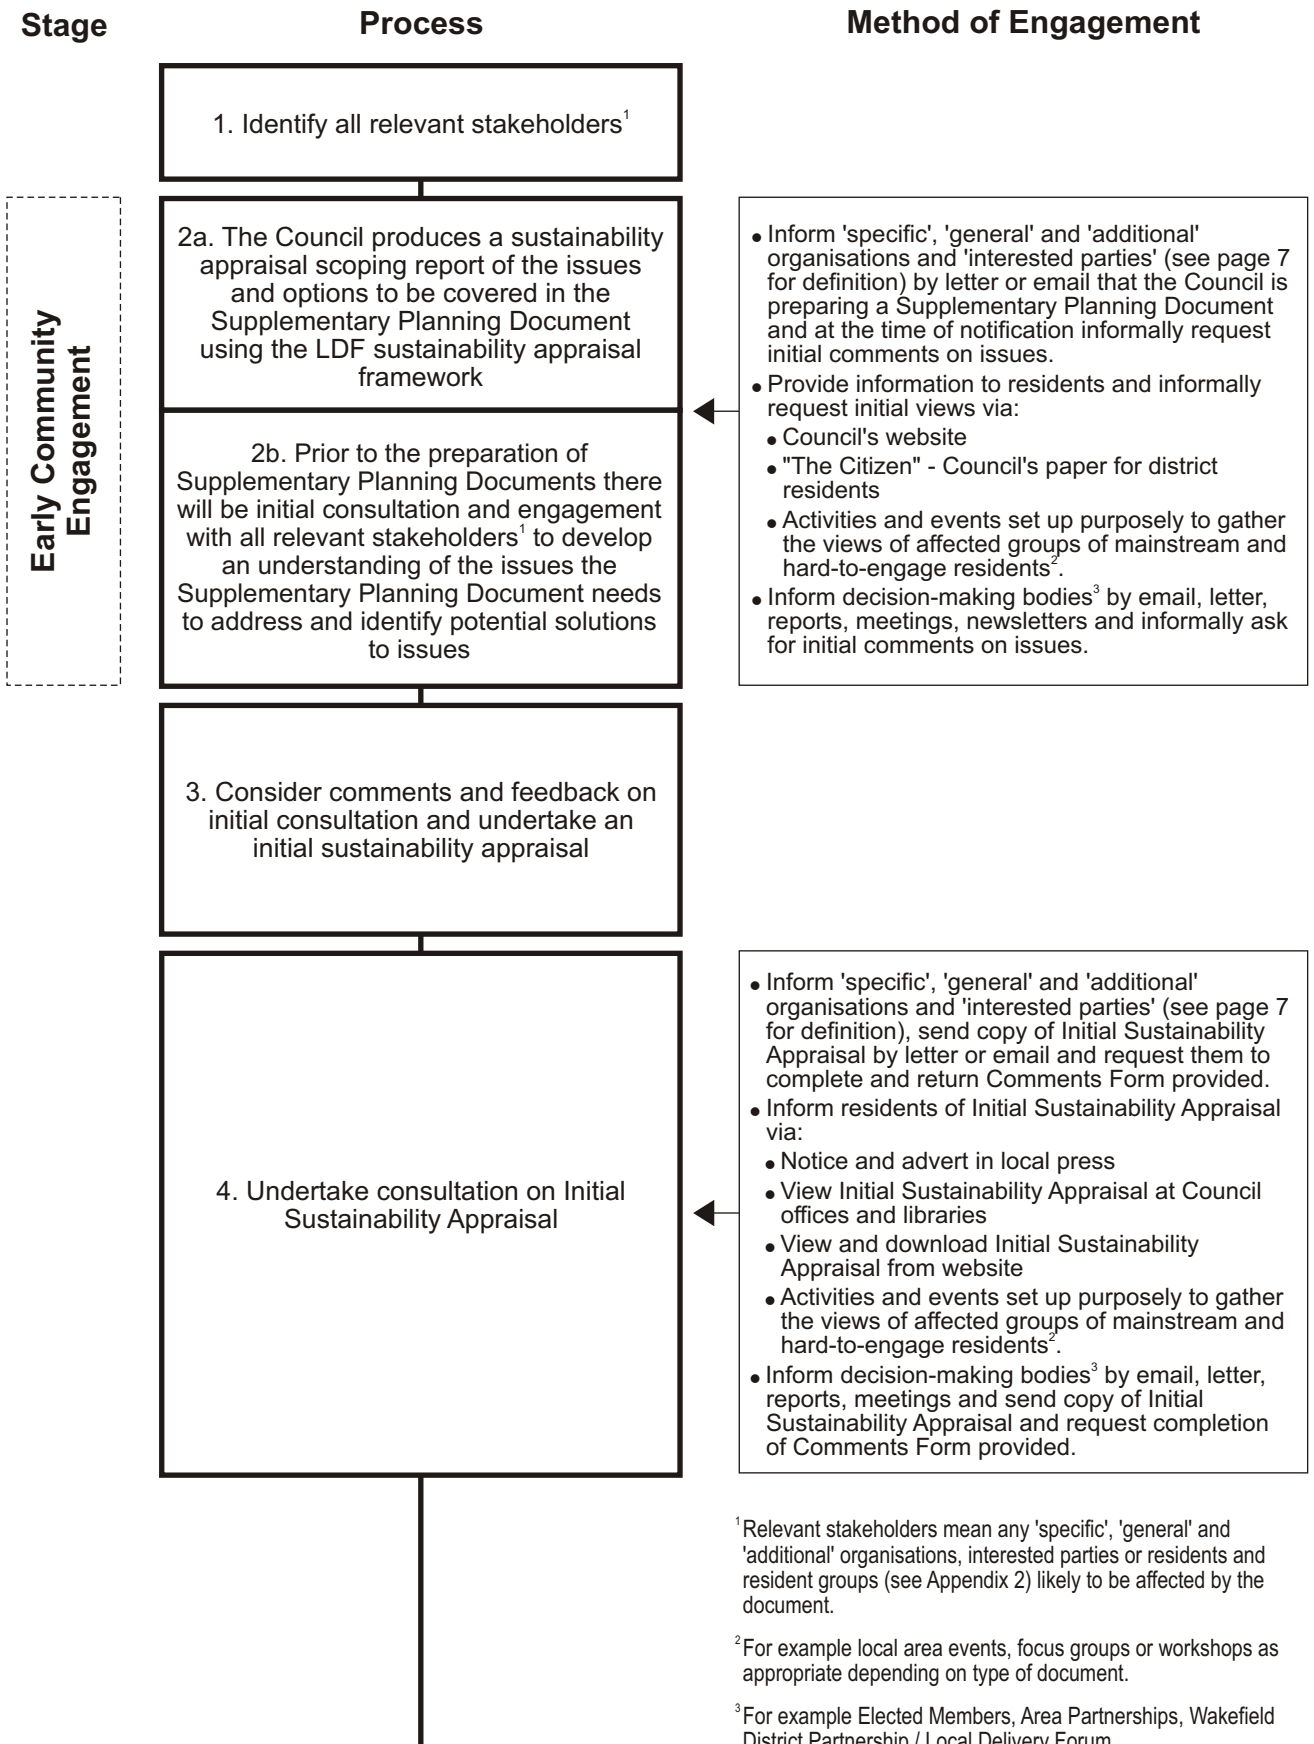 Stage
Process
Method of Engagement
1. Identify all relevant stakeholders¹
Early Community
Engagement
2a. The Council produces a sustainability
appraisal scoping report of the issues
and options to be covered in the
Supplementary Planning Document
using the LDF sustainability appraisal
framework
2b. Prior to the preparation of
Supplementary Planning Documents there
will be initial consultation and engagement
with all relevant stakeholders¹ to develop
an understanding of the issues the
Supplementary Planning Document needs
to address and identify potential solutions
to issues
• Inform 'specific', 'general' and 'additional'
organisations and 'interested parties' (see page 7
for definition) by letter or email that the Council is
preparing a Supplementary Planning Document
and at the time of notification informally request
initial comments on issues.
• Provide information to residents and informally
request initial views via:
• Council's website
• "The Citizen" - Council's paper for district
residents
• Activities and events set up purposely to gather
the views of affected groups of mainstream and
hard-to-engage residents².
• Inform decision-making bodies³ by email, letter,
reports, meetings, newsletters and informally ask
for initial comments on issues.
3. Consider comments and feedback on
initial consultation and undertake an
initial sustainability appraisal
4. Undertake consultation on Initial
Sustainability Appraisal
• Inform 'specific', 'general' and 'additional'
organisations and 'interested parties' (see page 7
for definition), send copy of Initial Sustainability
Appraisal by letter or email and request them to
complete and return Comments Form provided.
• Inform residents of Initial Sustainability Appraisal
via:
• Notice and advert in local press
• View Initial Sustainability Appraisal at Council
offices and libraries
• View and download Initial Sustainability
Appraisal from website
• Activities and events set up purposely to gather
the views of affected groups of mainstream and
hard-to-engage residents².
• Inform decision-making bodies³ by email, letter,
reports, meetings and send copy of Initial
Sustainability Appraisal and request completion
of Comments Form provided.
¹Relevant stakeholders mean any 'specific', 'general' and
'additional' organisations, interested parties or residents and
resident groups (see Appendix 2) likely to be affected by the
document.
²For example local area events, focus groups or workshops as
appropriate depending on type of document.
³For example Elected Members, Area Partnerships, Wakefield
District Partnership / Local Delivery Forum